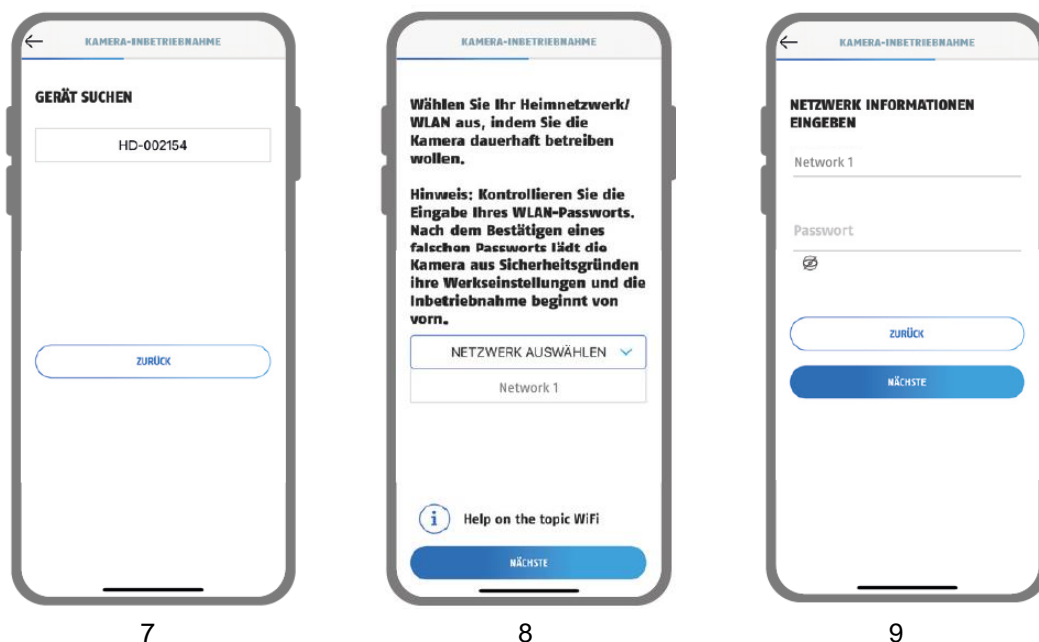 KAMERA-INBETRIEBNAHME
GERÄT SUCHEN
HD-002154
ZURÜCK
7
KAMERA-INBETRIEBNAHME
Wählen Sie Ihr Heimnetzwerk/
WLAN aus, indem Sie die
Kamera dauerhaft betreiben
wollen.
Hinweis: Kontrollieren Sie die
Eingabe Ihres WLAN-Passworts.
Nach dem Bestätigen eines
falschen Passworts lädt die
Kamera aus Sicherheitsgründen
ihre Werkseinstellungen und die
Inbetriebnahme beginnt von
vorn.
NETZWERK AUSWÄHLEN
Network 1
i Help on the topic WiFi
NÄCHSTE
8
KAMERA-INBETRIEBNAHME
NETZWERK INFORMATIONEN
EINGEBEN
Network 1
Passwort
ZURÜCK
NÄCHSTE
9